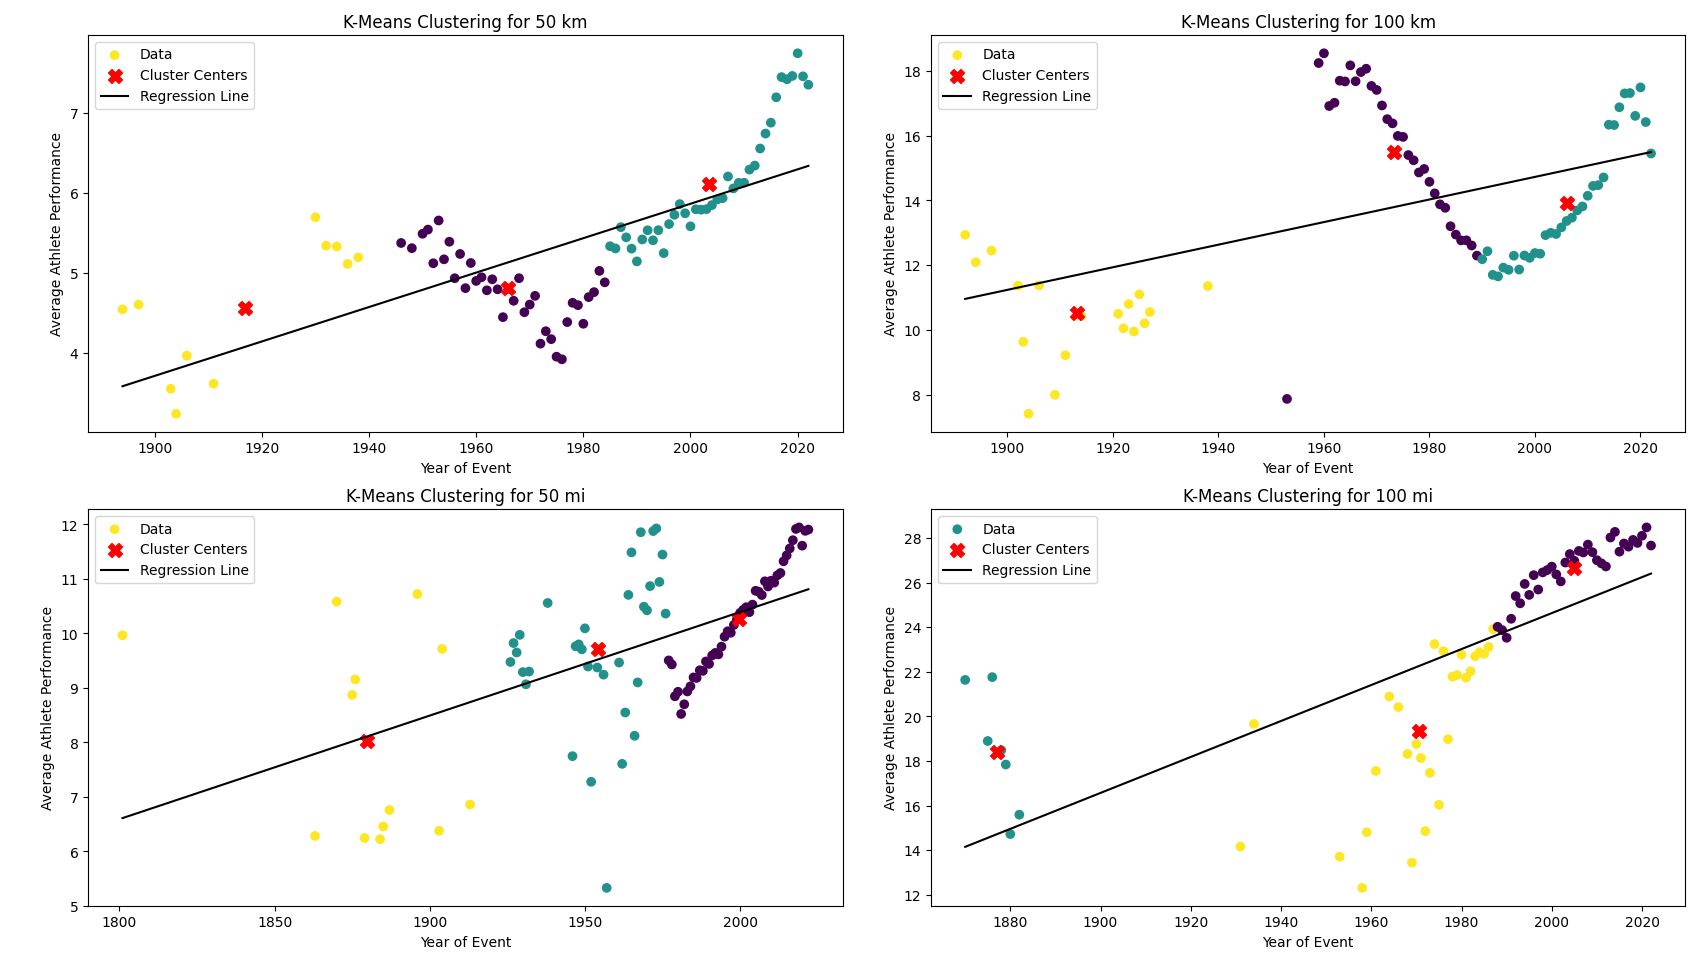 K-Means Clustering for 50 km
Data
Cluster Centers
Regression Line
Average Athlete Performance
7
6
5
4
1900 1920 1940 1960 1980 2000 2020
Year of Event
K-Means Clustering for 100 km
Data
Cluster Centers
Regression Line
Average Athlete Performance
18
16
14
12
10
8
1900 1920 1940 1960 1980 2000 2020
Year of Event
K-Means Clustering for 50 mi
Data
Cluster Centers
Regression Line
Average Athlete Performance
12
11
10
9
8
7
6
5
1800 1850 1900 1950 2000
Year of Event
K-Means Clustering for 100 mi
Data
Cluster Centers
Regression Line
Average Athlete Performance
28
26
24
22
20
18
16
14
12
1880 1900 1920 1940 1960 1980 2000 2020
Year of Event